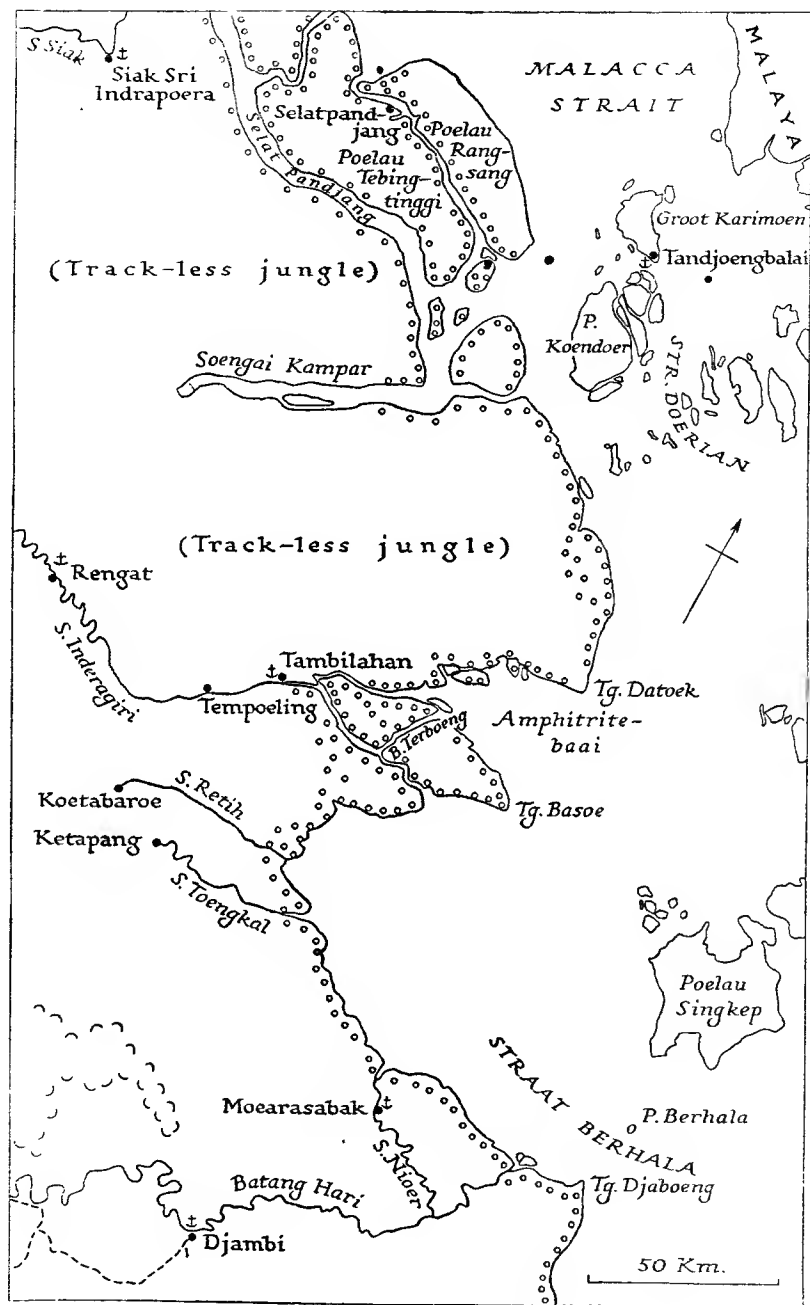 S Siak
Siak Sri
Indrapoera
MALACCA
STRAIT
MALAYA
Selatpand-
jang
Poelau
Rang-
sang
Poelau
Tebing-
tinggi
Selat pandjang
Groot Karimoen
Tandjoengbalai
(Track-less jungle)
P.
Koendoer
Soengai Kampar
STR. DOERIAN
(Track-less jungle)
Rengat
S. Inderagiri
Tambilahan
Tempoeling
Tg. Datoek
Amphitrite-
baai
B. Terboeng
Koetabaroe
S. Retih
Tg. Basoe
Ketapang
S. Toengkal
Poelau
Singkep
STRAAT BERHALA
Moearasabak
P. Berhala
S. Nioer
Batang Hari
Tg. Djaboeng
Djambi
50 Km.